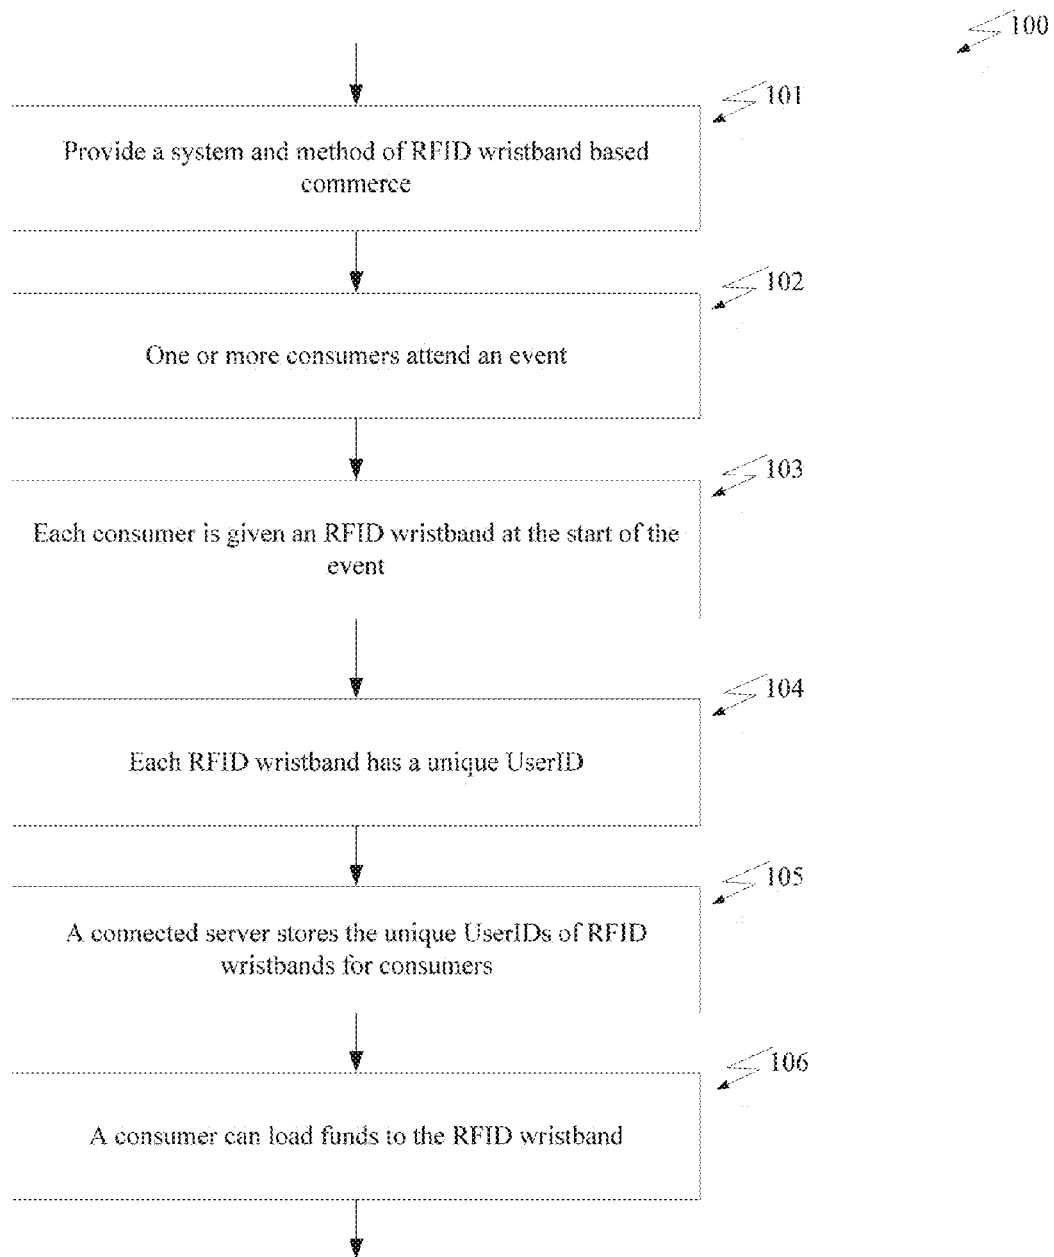 100
101
Provide a system and method of RFID wristband based
commerce
102
One or more consumers attend an event
103
Each consumer is given an RFID wristband at the start of the
event
104
Each RFID wristband has a unique UserID
105
A connected server stores the unique UserIDs of RFID
wristbands for consumers
106
A consumer can load funds to the RFID wristband